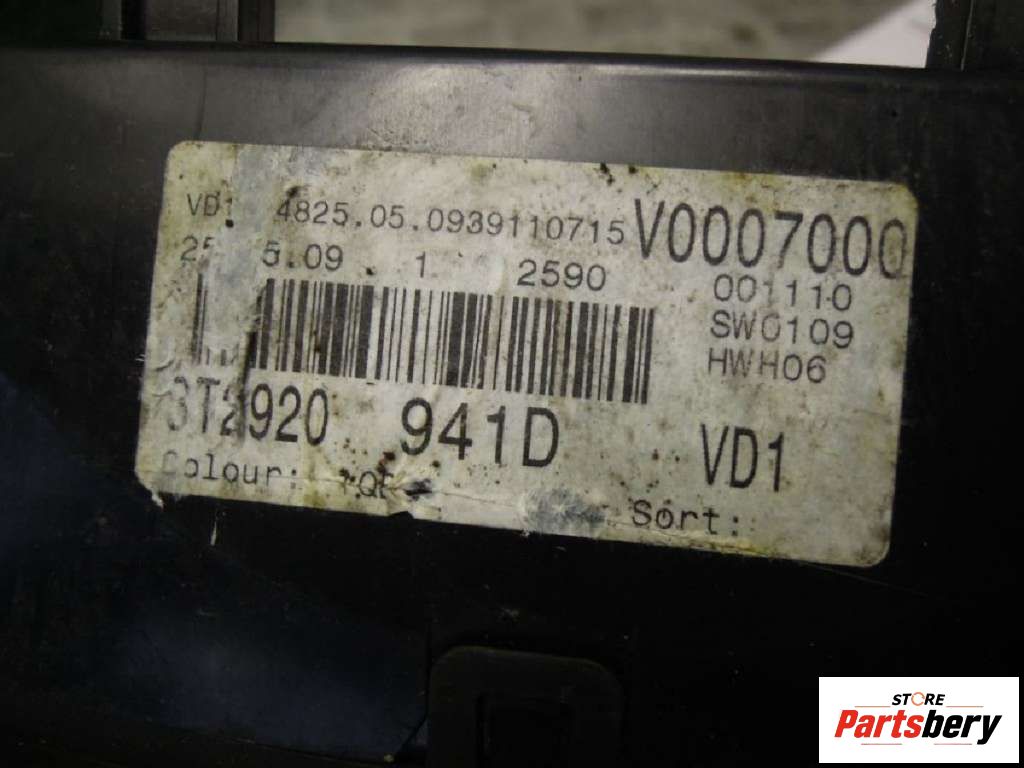 VD1 4825.05.0939110715 V0007000
5.09 1 2590 001110
SW0109
HWH06
3T2920 941D VD1
Colour:
Sort:
STORE
Partsbery